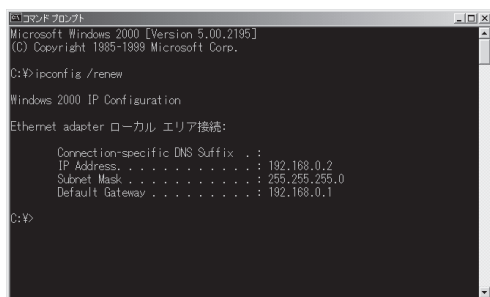 コマンド プロンプト
Microsoft Windows 2000 [Version 5.00.2195]
(C) Copyright 1985-1999 Microsoft Corp.
C:¥>ipconfig /renew
Windows 2000 IP Configuration
Ethernet adapter ローカル エリア接続:
Connection-specific DNS Suffix . :
IP Address. . . . . . . . . . . . : 192.168.0.2
Subnet Mask . . . . . . . . . . . : 255.255.255.0
Default Gateway . . . . . . . . . : 192.168.0.1
C:¥>